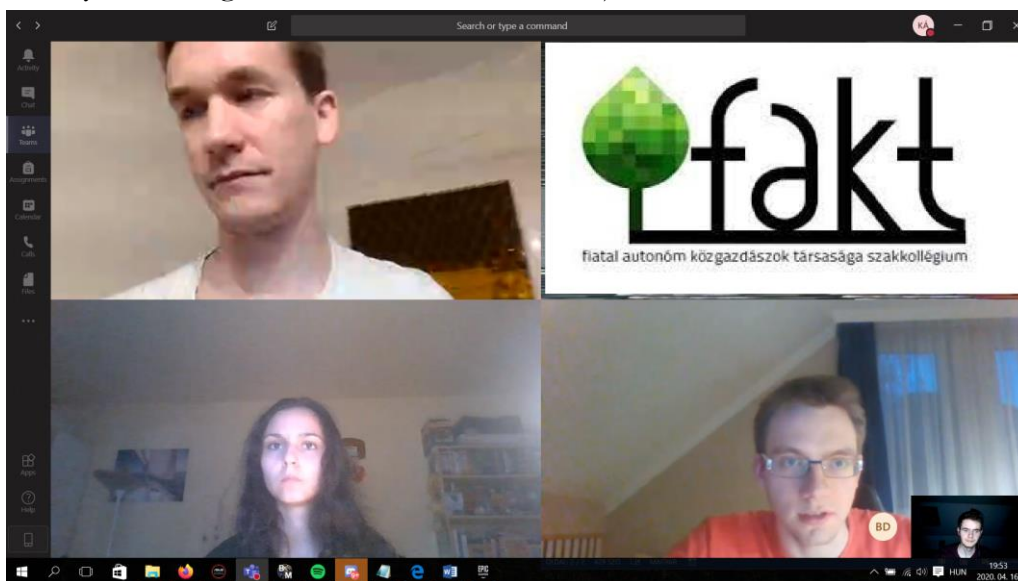 Search or type a command
KÁ
Activity
Chat
Teams
Assignments
Calendar
Calls
Files
Apps
Help
fakt
fiatal autonóm közgazdászok társasága szakkollégium
BD
HUN
19:53
2020. 04. 16